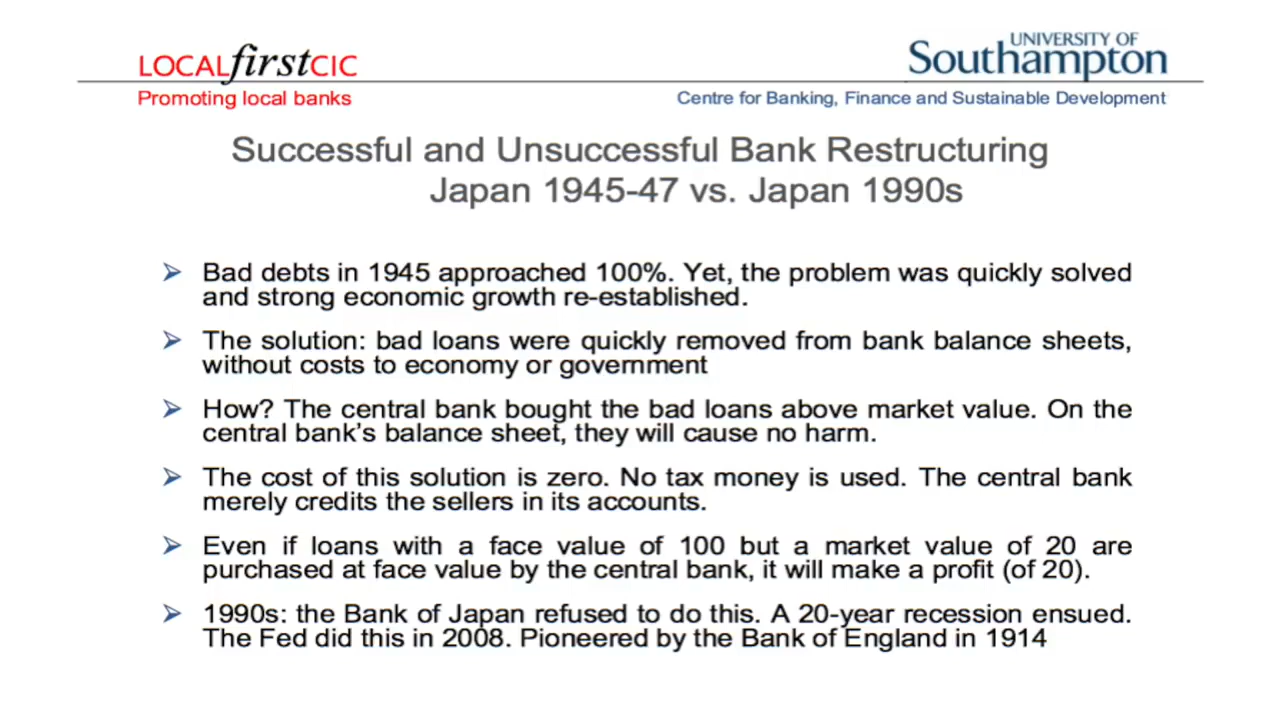 LOCALfirstCIC
UNIVERSITY OF
Southampton
Promoting local banks
Centre for Banking, Finance and Sustainable Development
Successful and Unsuccessful Bank Restructuring
Japan 1945-47 vs. Japan 1990s
➢ Bad debts in 1945 approached 100%. Yet, the problem was quickly solved
and strong economic growth re-established.
➢ The solution: bad loans were quickly removed from bank balance sheets,
without costs to economy or government
➢ How? The central bank bought the bad loans above market value. On the
central bank's balance sheet, they will cause no harm.
➢ The cost of this solution is zero. No tax money is used. The central bank
merely credits the sellers in its accounts.
➢ Even if loans with a face value of 100 but a market value of 20 are
purchased at face value by the central bank, it will make a profit (of 20).
➢ 1990s: the Bank of Japan refused to do this. A 20-year recession ensued.
The Fed did this in 2008. Pioneered by the Bank of England in 1914